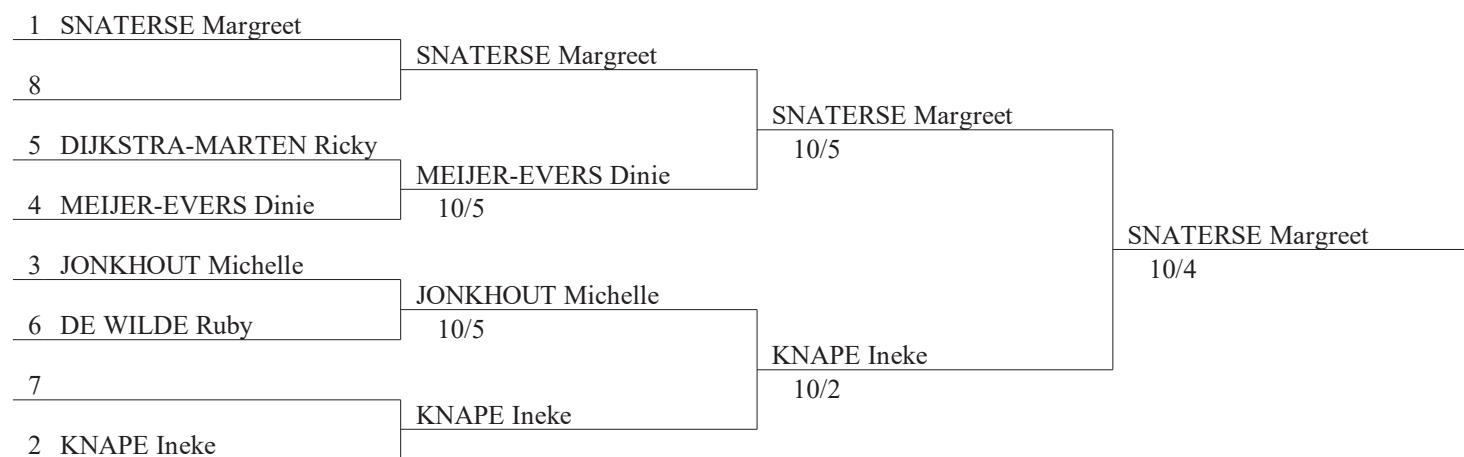 1 SNATERSE Margreet
8
5 DIJKSTRA-MARTEN Ricky
4 MEIJER-EVERS Dinie
3 JONKHOUT Michelle
6 DE WILDE Ruby
7
2 KNAPE Ineke
SNATERSE Margreet
MEIJER-EVERS Dinie
10/5
JONKHOUT Michelle
10/5
KNAPE Ineke
SNATERSE Margreet
10/5
KNAPE Ineke
10/2
SNATERSE Margreet
10/4